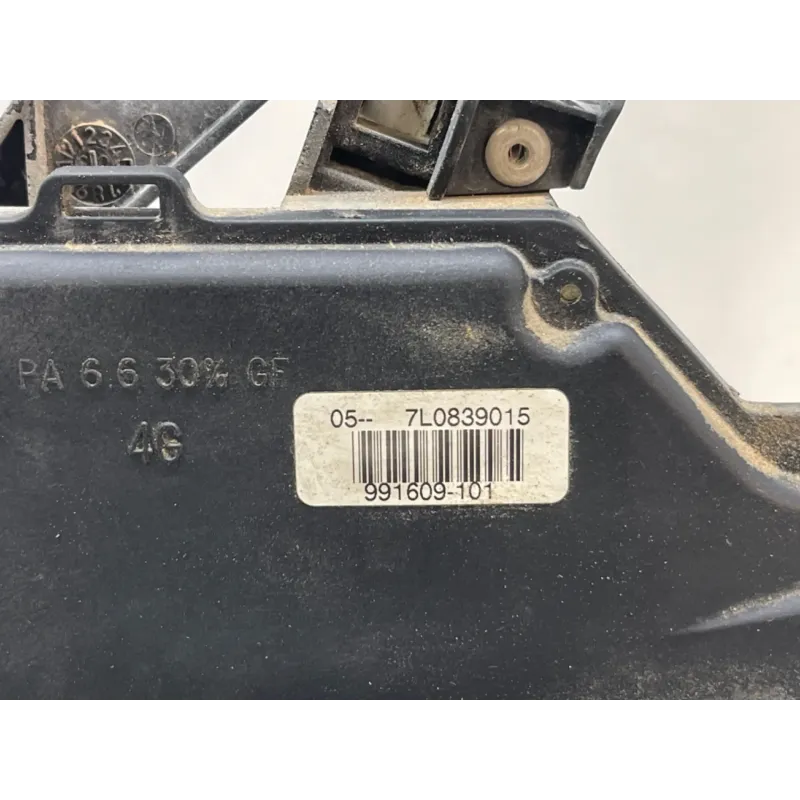 PA 6.6 30% GF
4G
05-- 7L0839015
991609-101